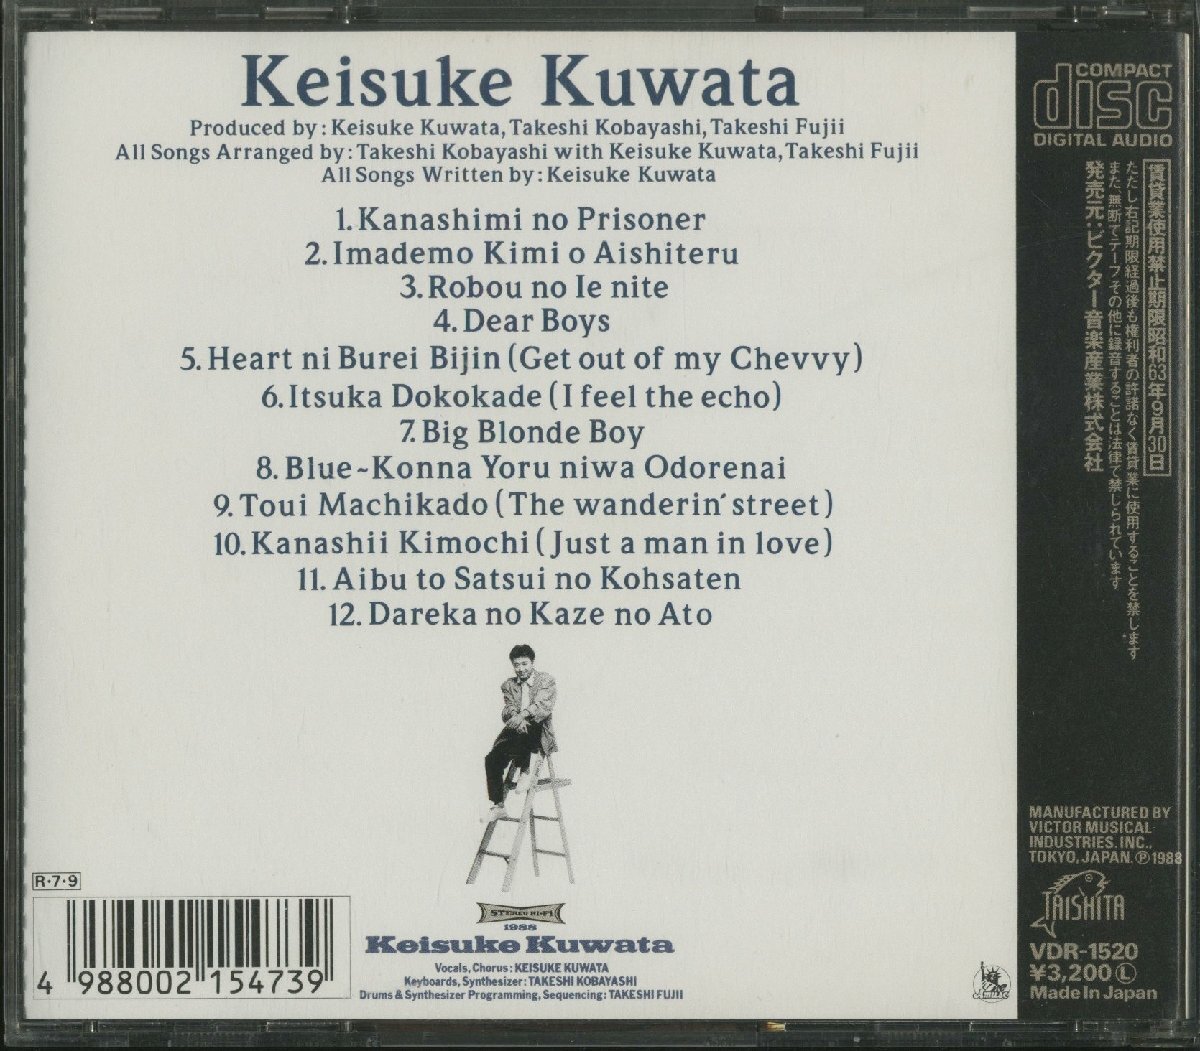 Keisuke Kuwata
Produced by: Keisuke Kuwata, Takeshi Kobayashi, Takeshi Fujii
All Songs Arranged by: Takeshi Kobayashi with Keisuke Kuwata, Takeshi Fujii
All Songs Written by: Keisuke Kuwata
1. Kanashimi no Prisoner
2. Imademo Kimi o Aishiteru
3. Robou no Ie nite
4. Dear Boys
5. Heart ni Burei Bijin (Get out of my Chevvy)
6. Itsuka Dokokade (I feel the echo)
7. Big Blonde Boy
8. Blue~Konna Yoru niwa Odorenai
9. Toui Machikado (The wanderin' street)
10. Kanashii Kimochi (Just a man in love)
11. Aibu to Satsui no Kohsaten
12. Dareka no Kaze no Ato
R·7·9
4 988002 154739
STEREO HI-FI
1988
Keisuke Kuwata
Vocals, Chorus: KEISUKE KUWATA
Keyboards, Synthesizer: TAKESHI KOBAYASHI
Drums & Synthesizer Programming, Sequencing: TAKESHI FUJII
COMPACT
disc
DIGITAL AUDIO
賃貸業使用禁止期限昭和63年9月30日
ただし右記期限経過後も権利者の許諾なく賃貸業に使用することを禁します
また、無断でテープその他に録音することは法律で禁じられています
発売元:ビクター音楽産業株式会社
MANUFACTURED BY
VICTOR MUSICAL
INDUSTRIES, INC.,
TOKYO, JAPAN. Ⓟ1988
TAISHITA
VDR-1520
¥3,200 Ⓛ
Made in Japan